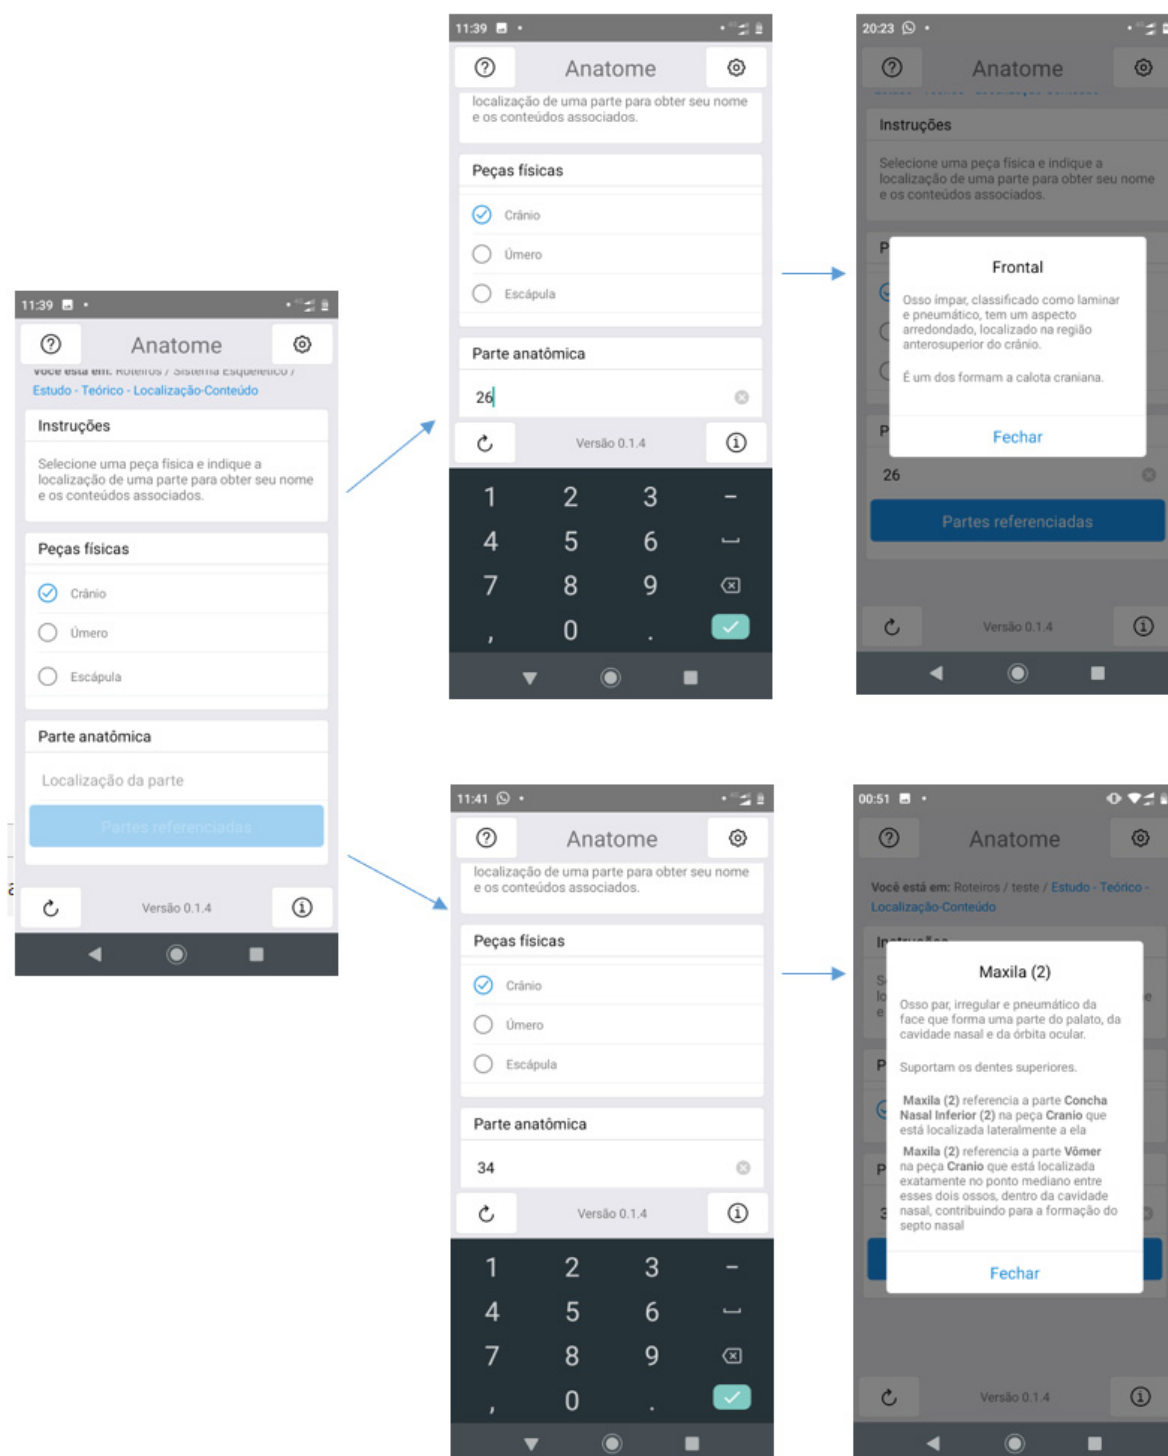 11:39
Anatome
Você está em: Roteiros / Sistema Esquelético /
Estudo - Teórico - Localização-Conteúdo
Instruções
Selecione uma peça física e indique a
localização de uma parte para obter seu nome
e os conteúdos associados.
Peças físicas
Crânio
Úmero
Escápula
Parte anatômica
Localização da parte
Partes referenciadas
Versão 0.1.4
11:39
Anatome
localização de uma parte para obter seu nome
e os conteúdos associados.
Peças físicas
Crânio
Úmero
Escápula
Parte anatômica
26
Versão 0.1.4
1 2 3 -
4 5 6
7 8 9
, 0 .
20:23
Anatome
Estudo - Teórico - Localização-Conteúdo
Instruções
Selecione uma peça física e indique a
localização de uma parte para obter seu nome
e os conteúdos associados.
P
Frontal
Osso ímpar, classificado como laminar
e pneumático, tem um aspecto
arredondado, localizado na região
anterosuperior do crânio.
É um dos formam a calota craniana.
Fechar
P
26
Partes referenciadas
Versão 0.1.4
11:41
Anatome
localização de uma parte para obter seu nome
e os conteúdos associados.
Peças físicas
Crânio
Úmero
Escápula
Parte anatômica
34
Versão 0.1.4
1 2 3 -
4 5 6
7 8 9
, 0 .
00:51
Anatome
Você está em: Roteiros / teste / Estudo - Teórico -
Localização-Conteúdo
Instruções
Maxila (2)
Osso par, irregular e pneumático da
face que forma uma parte do palato, da
cavidade nasal e da órbita ocular.
Suportam os dentes superiores.
Maxila (2) referencia a parte Concha
Nasal Inferior (2) na peça Cranio que
está localizada lateralmente a ela
Maxila (2) referencia a parte Vômer
na peça Cranio que está localizada
exatamente no ponto mediano entre
esses dois ossos, dentro da cavidade
nasal, contribuindo para a formação do
septo nasal
Fechar
Versão 0.1.4